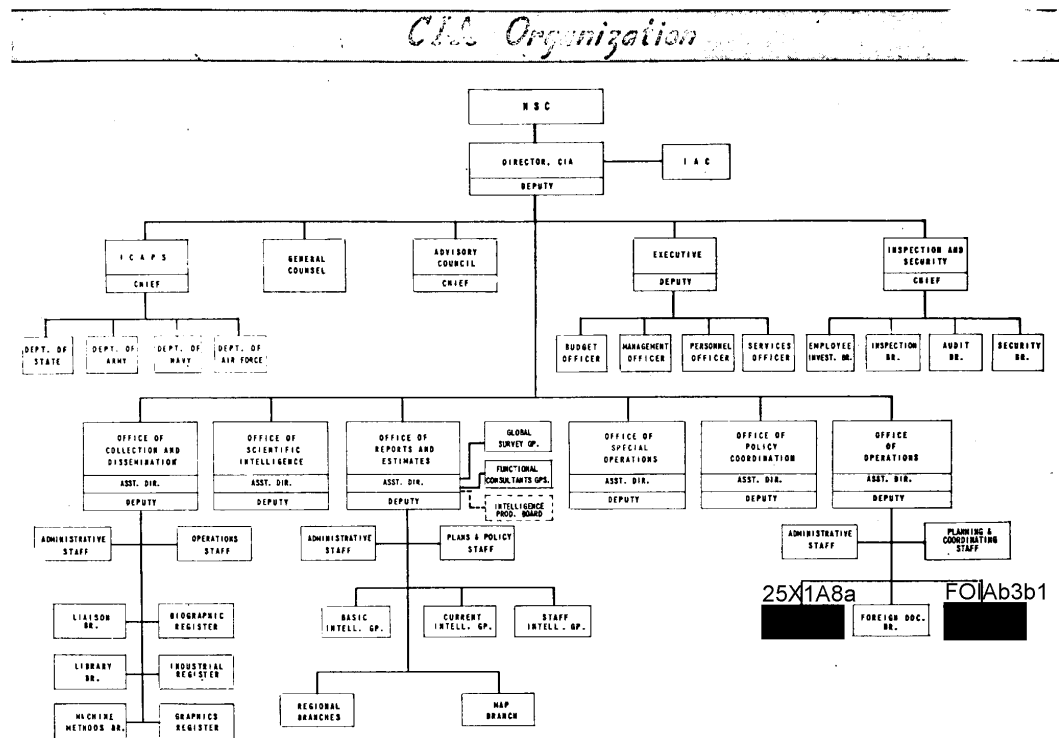 CIA Organization
NSC
DIRECTOR, CIA
DEPUTY
IAC
ICAPS
CHIEF
GENERAL
COUNSEL
ADVISORY
COUNCIL
CHIEF
EXECUTIVE
DEPUTY
INSPECTION AND
SECURITY
CHIEF
DEPT. OF
STATE
DEPT. OF
ARMY
DEPT. OF
NAVY
DEPT. OF
AIR FORCE
BUDGET
OFFICER
MANAGEMENT
OFFICER
PERSONNEL
OFFICER
SERVICES
OFFICER
EMPLOYEE
INVEST. BR.
INSPECTION
BR.
AUDIT
BR.
SECURITY
BR.
OFFICE OF
COLLECTION AND
DISSEMINATION
ASST. DIR.
DEPUTY
OFFICE OF
SCIENTIFIC
INTELLIGENCE
ASST. DIR.
DEPUTY
OFFICE OF
REPORTS AND
ESTIMATES
ASST. DIR.
DEPUTY
GLOBAL
SURVEY GP.
FUNCTIONAL
CONSULTANTS GPS.
INTELLIGENCE
PROD. BOARD
OFFICE OF
SPECIAL
OPERATIONS
ASST. DIR.
DEPUTY
OFFICE OF
POLICY
COORDINATION
ASST. DIR.
DEPUTY
OFFICE
OF
OPERATIONS
ASST. DIR.
DEPUTY
ADMINISTRATIVE
STAFF
OPERATIONS
STAFF
ADMINISTRATIVE
STAFF
PLANS & POLICY
STAFF
ADMINISTRATIVE
STAFF
PLANNING &
COORDINATING
STAFF
LIAISON
BR.
BIOGRAPHIC
REGISTER
LIBRARY
BR.
INDUSTRIAL
REGISTER
MACHINE
METHODS BR.
GRAPHICS
REGISTER
BASIC
INTELL. GP.
CURRENT
INTELL. GP.
STAFF
INTELL. GP.
REGIONAL
BRANCHES
MAP
BRANCH
25X1A8a
FOREIGN DOC.
BR.
FOIAb3b1